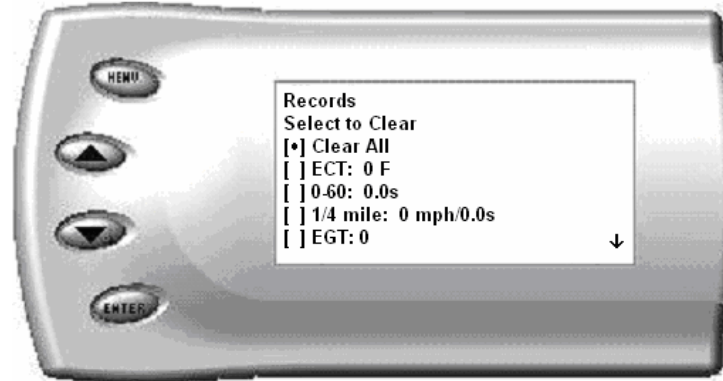 MENU
Records
Select to Clear
[•] Clear All
[ ] ECT: 0 F
[ ] 0-60: 0.0s
[ ] 1/4 mile: 0 mph/0.0s
[ ] EGT: 0
ENTER